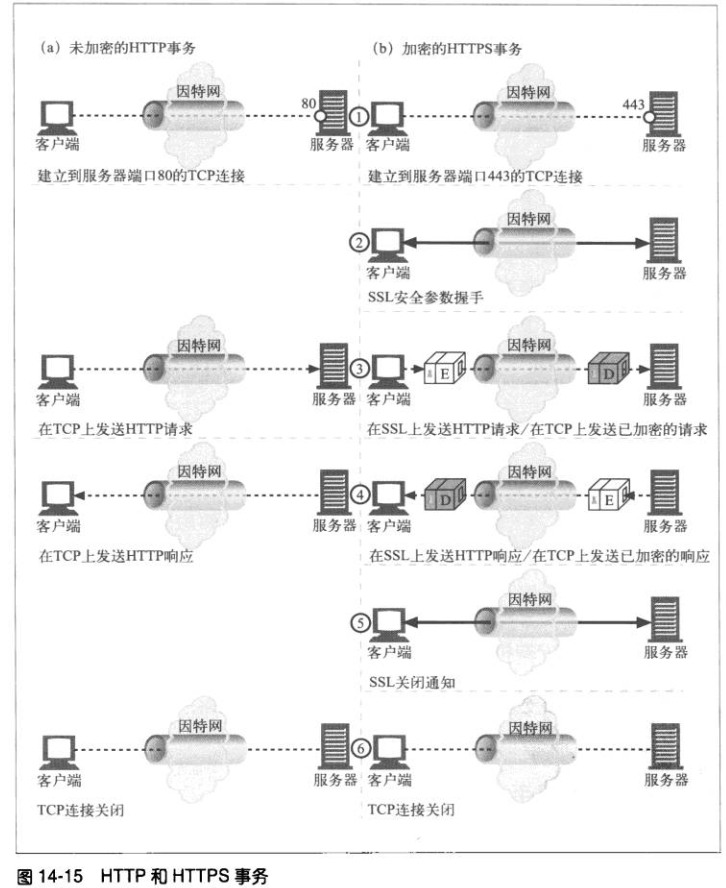 (a) 未加密的HTTP事务
(b) 加密的HTTPS事务
因特网
80
客户端
服务器
建立到服务器端口80的TCP连接
①
因特网
443
客户端
服务器
建立到服务器端口443的TCP连接
②
因特网
客户端
服务器
SSL安全参数握手
因特网
客户端
服务器
在TCP上发送HTTP请求
③
因特网
E
D
客户端
服务器
在SSL上发送HTTP请求/在TCP上发送已加密的请求
因特网
客户端
服务器
在TCP上发送HTTP响应
④
因特网
D
E
客户端
服务器
在SSL上发送HTTP响应/在TCP上发送已加密的响应
⑤
因特网
客户端
服务器
SSL关闭通知
因特网
客户端
服务器
TCP连接关闭
⑥
因特网
客户端
服务器
TCP连接关闭
图 14-15 HTTP 和 HTTPS 事务